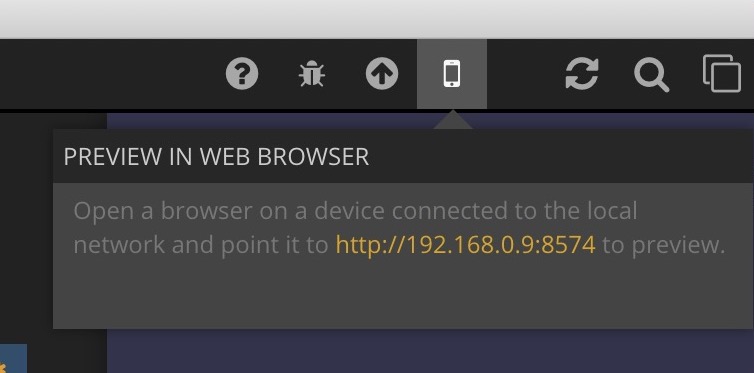 PREVIEW IN WEB BROWSER
Open a browser on a device connected to the local
network and point it to http://192.168.0.9:8574 to preview.